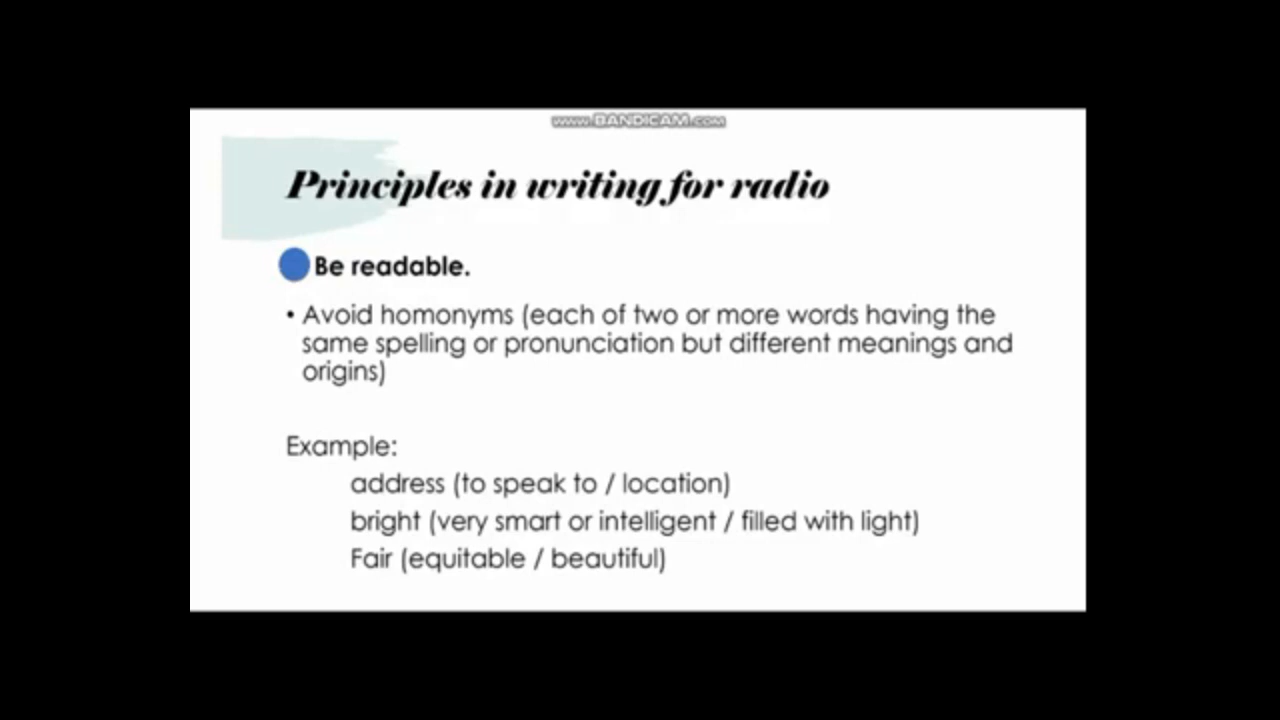 www.BANDICAM.com
Principles in writing for radio
Be readable.
• Avoid homonyms (each of two or more words having the
same spelling or pronunciation but different meanings and
origins)
Example:
address (to speak to / location)
bright (very smart or intelligent / filled with light)
Fair (equitable / beautiful)